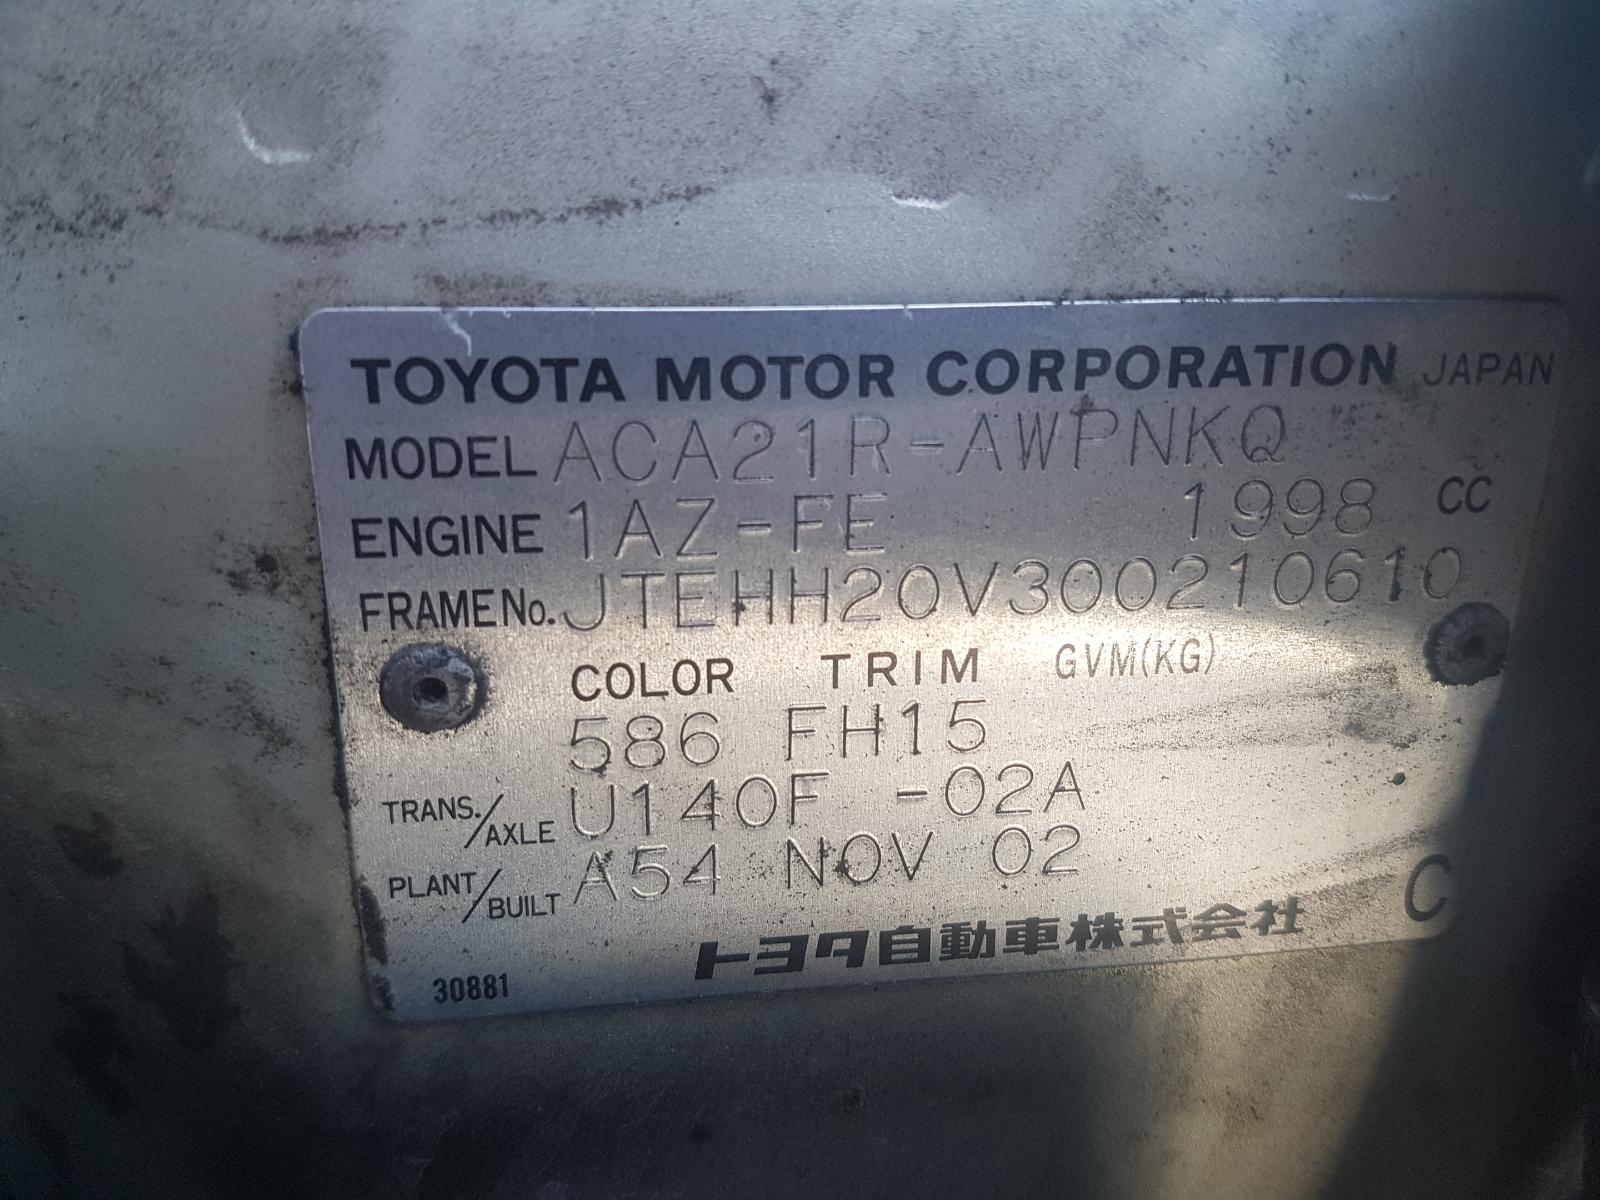 TOYOTA MOTOR CORPORATION JAPAN
MODEL ACA21R-AWPNKQ
ENGINE 1AZ-FE 1998 CC
FRAME No. JTEHH20V300210610
COLOR TRIM GVM(KG)
586 FH15
TRANS./AXLE U140F -02A
PLANT/BUILT A54 NOV 02
トヨタ自動車株式会社 C
30881